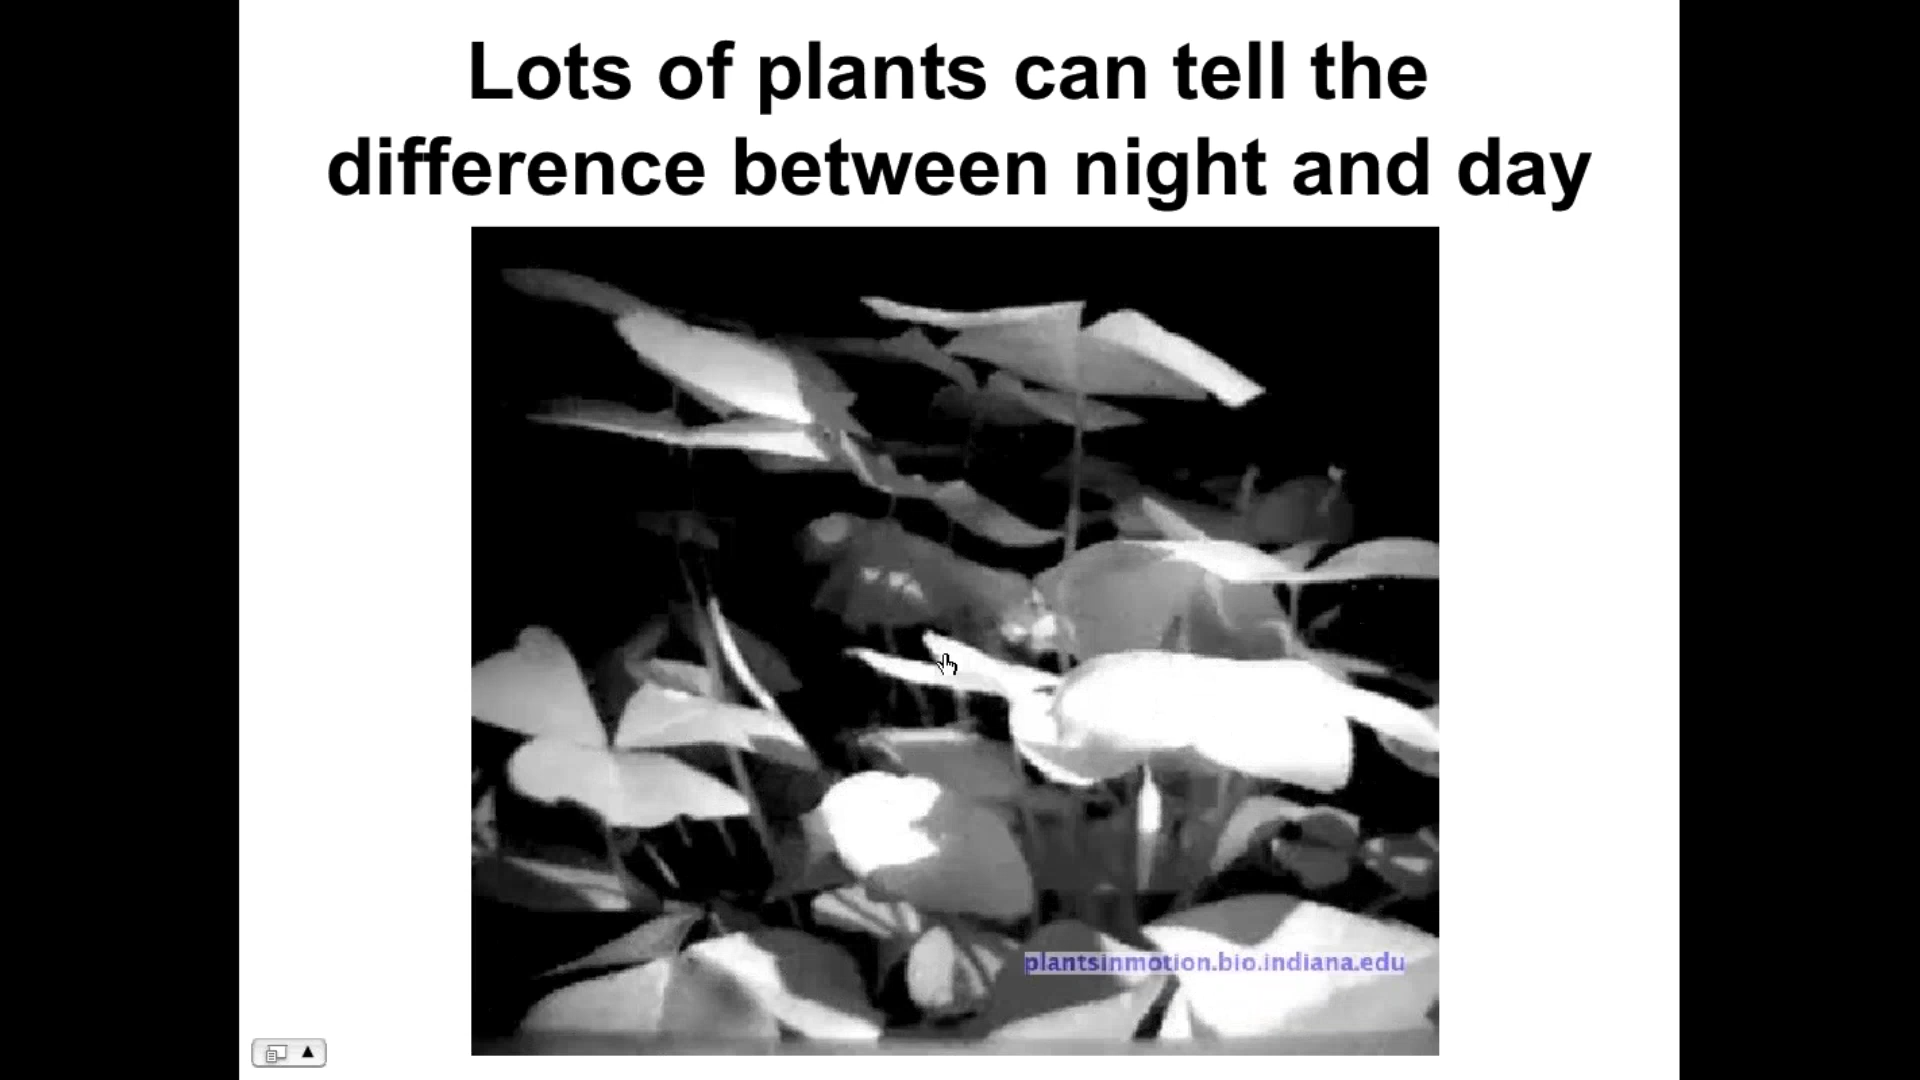 Lots of plants can tell the
difference between night and day
plantsinmotion.bio.indiana.edu